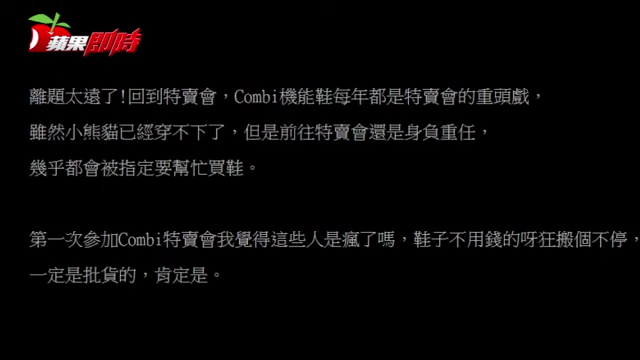 蘋果即時
離題太遠了!回到特賣會，Combi機能鞋每年都是特賣會的重頭戲，
雖然小熊貓已經穿不下了，但是前往特賣會還是身負重任，
幾乎都會被指定要幫忙買鞋。
第一次參加Combi特賣會我覺得這些人是瘋了嗎，鞋子不用錢的呀狂搬個不停，
一定是批貨的，肯定是。